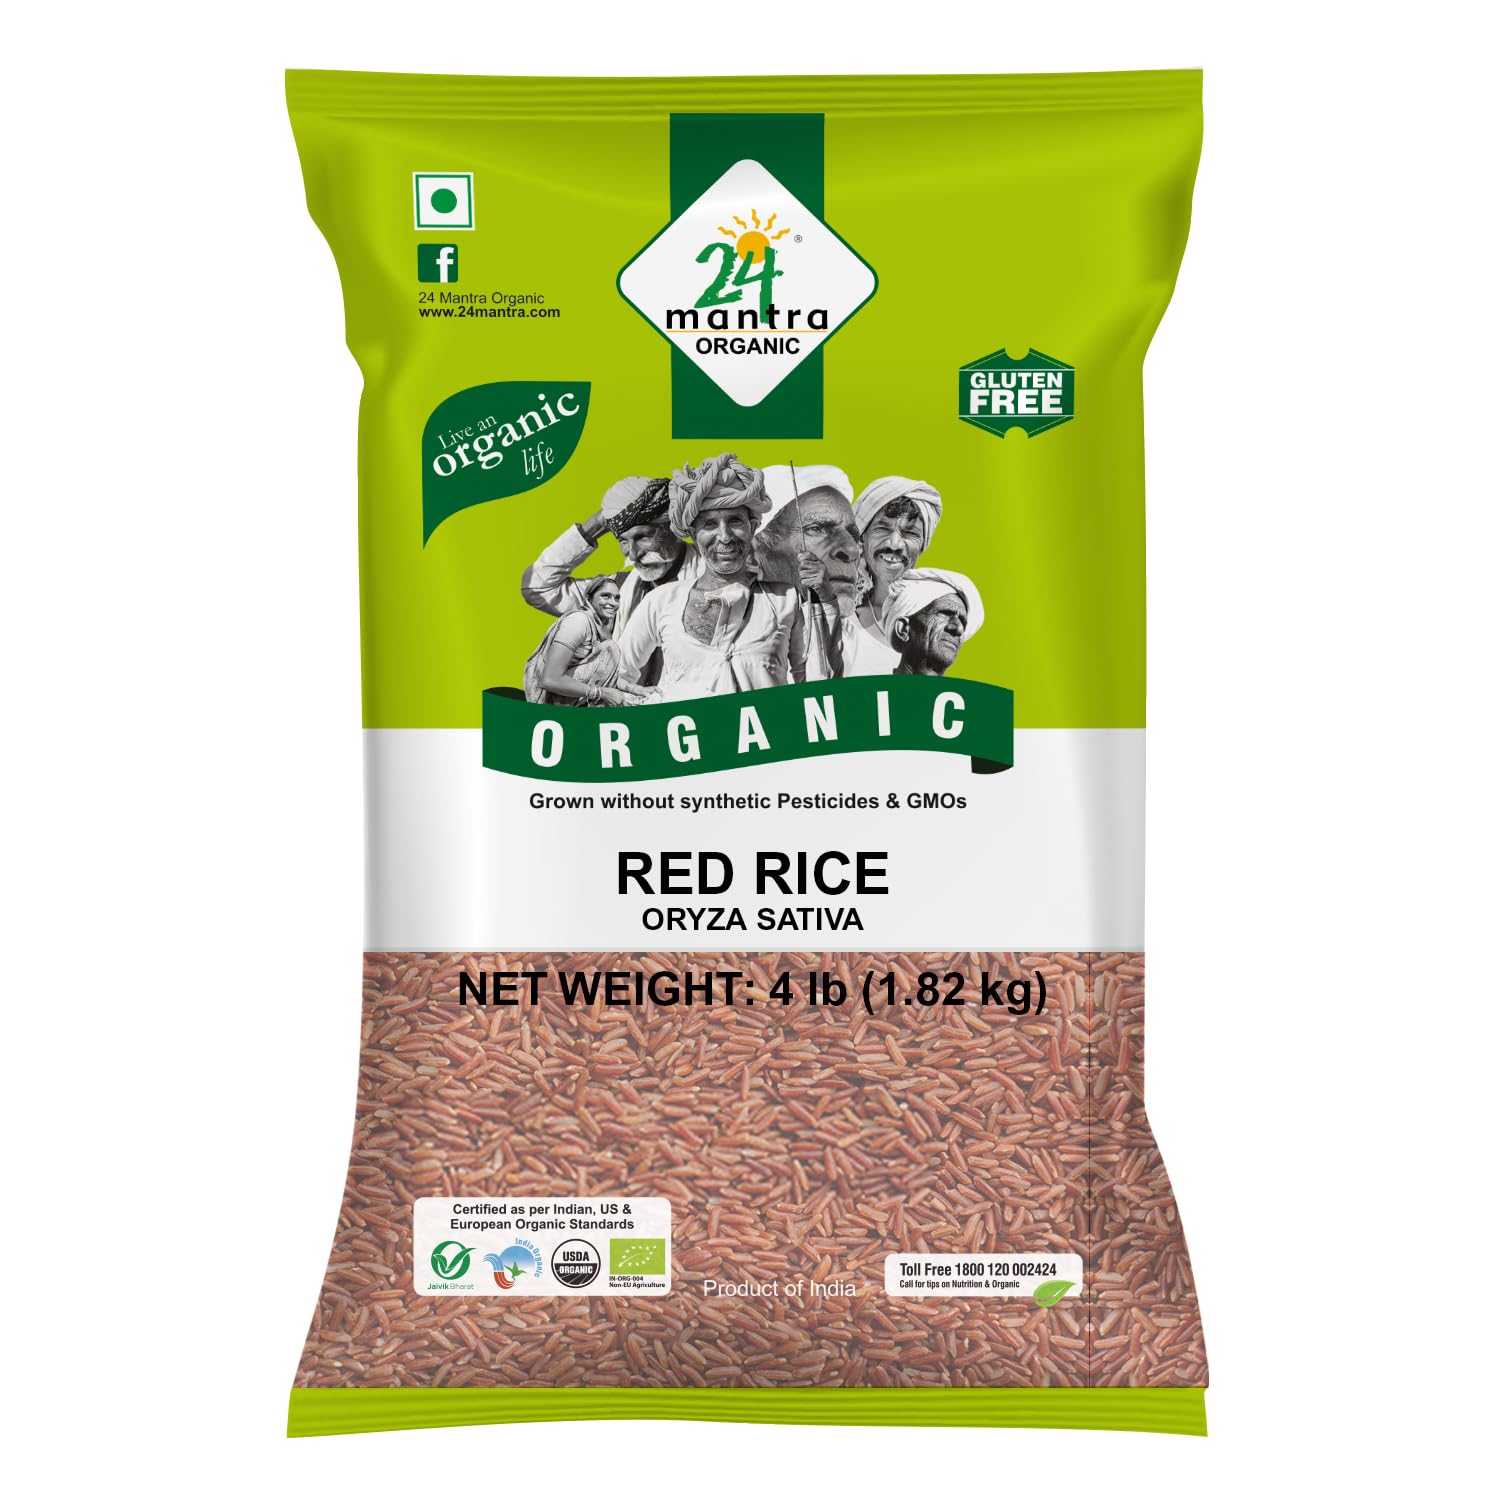 24
®
mantra
ORGANIC
f
24 Mantra Organic
www.24mantra.com
GLUTEN
FREE
Live an
organic
life
ORGANIC
Grown without synthetic Pesticides & GMOs
RED RICE
ORYZA SATIVA
NET WEIGHT: 4 lb (1.82 kg)
Certified as per Indian, US &
European Organic Standards
Jaivik Bharat
India Organic
USDA
ORGANIC
IN-ORG-004
Non-EU Agriculture
Product of India
Toll Free 1800 120 002424
Call for tips on Nutrition & Organic